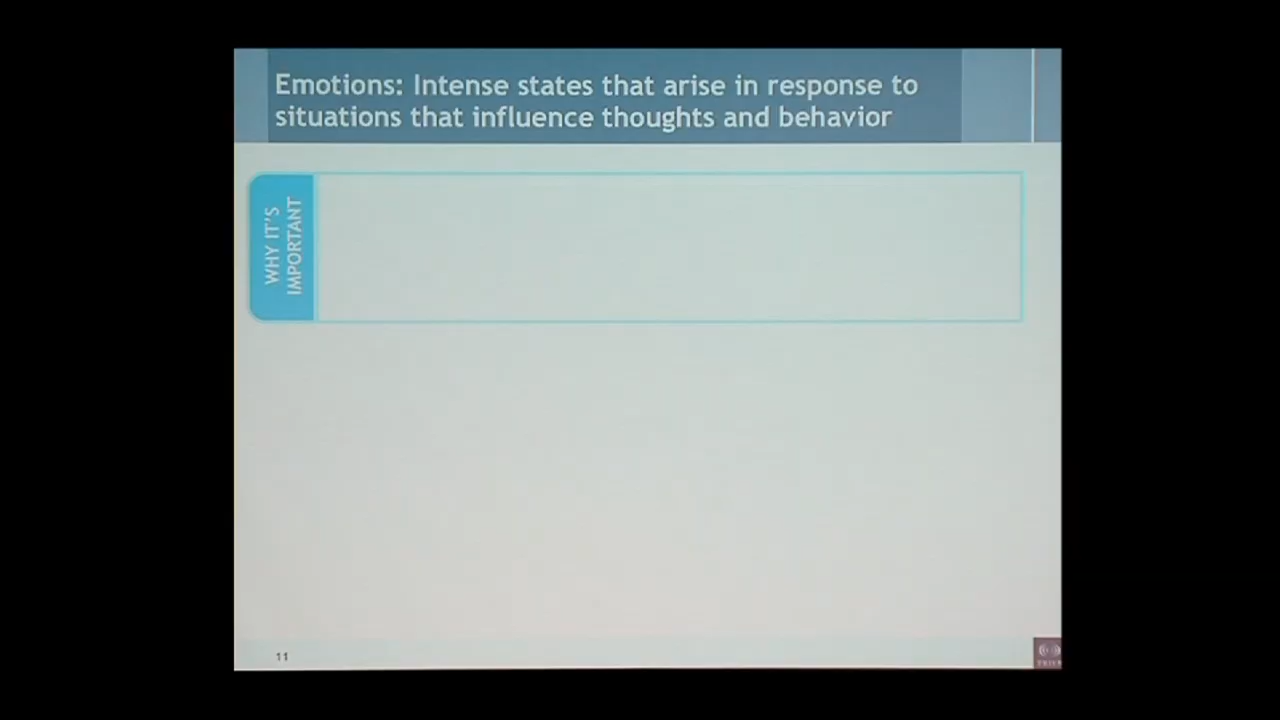 Emotions: Intense states that arise in response to
situations that influence thoughts and behavior
WHY IT'S
IMPORTANT
11